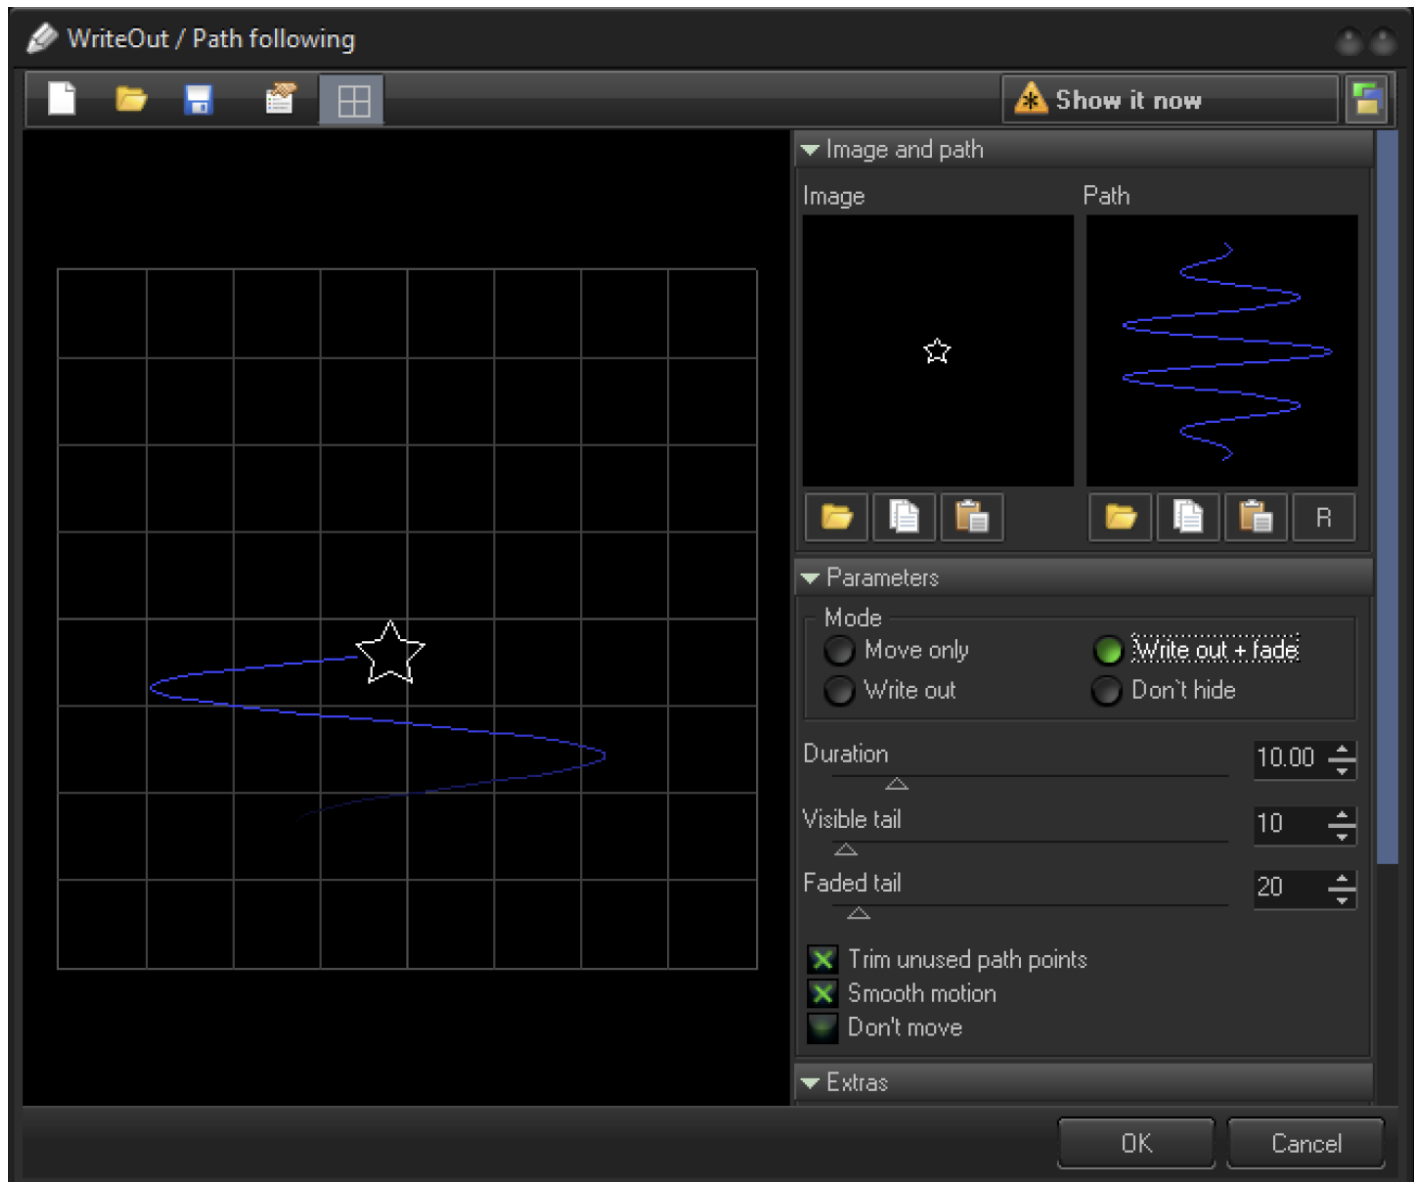 WriteOut / Path following
Show it now
Image and path
Image Path
R
Parameters
Mode
Move only Write out + fade
Write out Don`t hide
Duration 10.00
Visible tail 10
Faded tail 20
Trim unused path points
Smooth motion
Don't move
Extras
OK Cancel